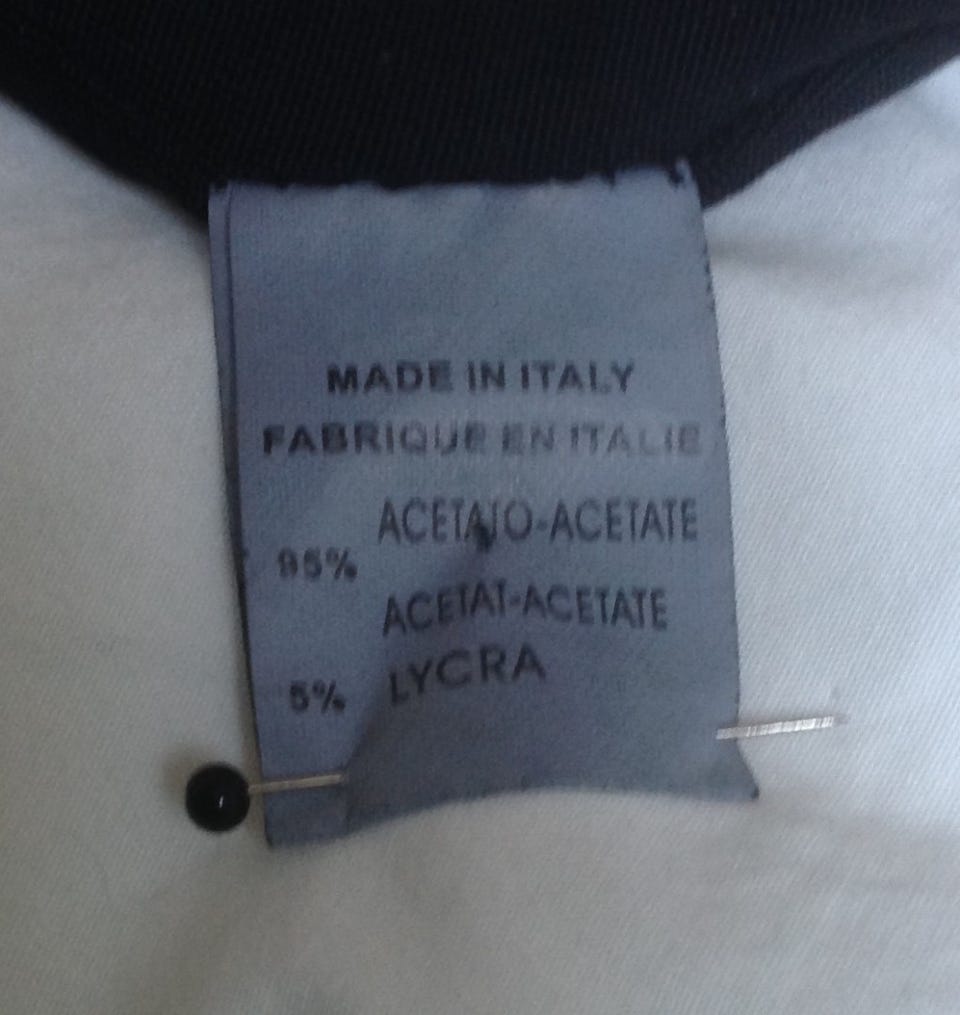 MADE IN ITALY
FABRIQUE EN ITALIE
ACETATO-ACETATE
95%
ACETAT-ACETATE
5% LYCRA